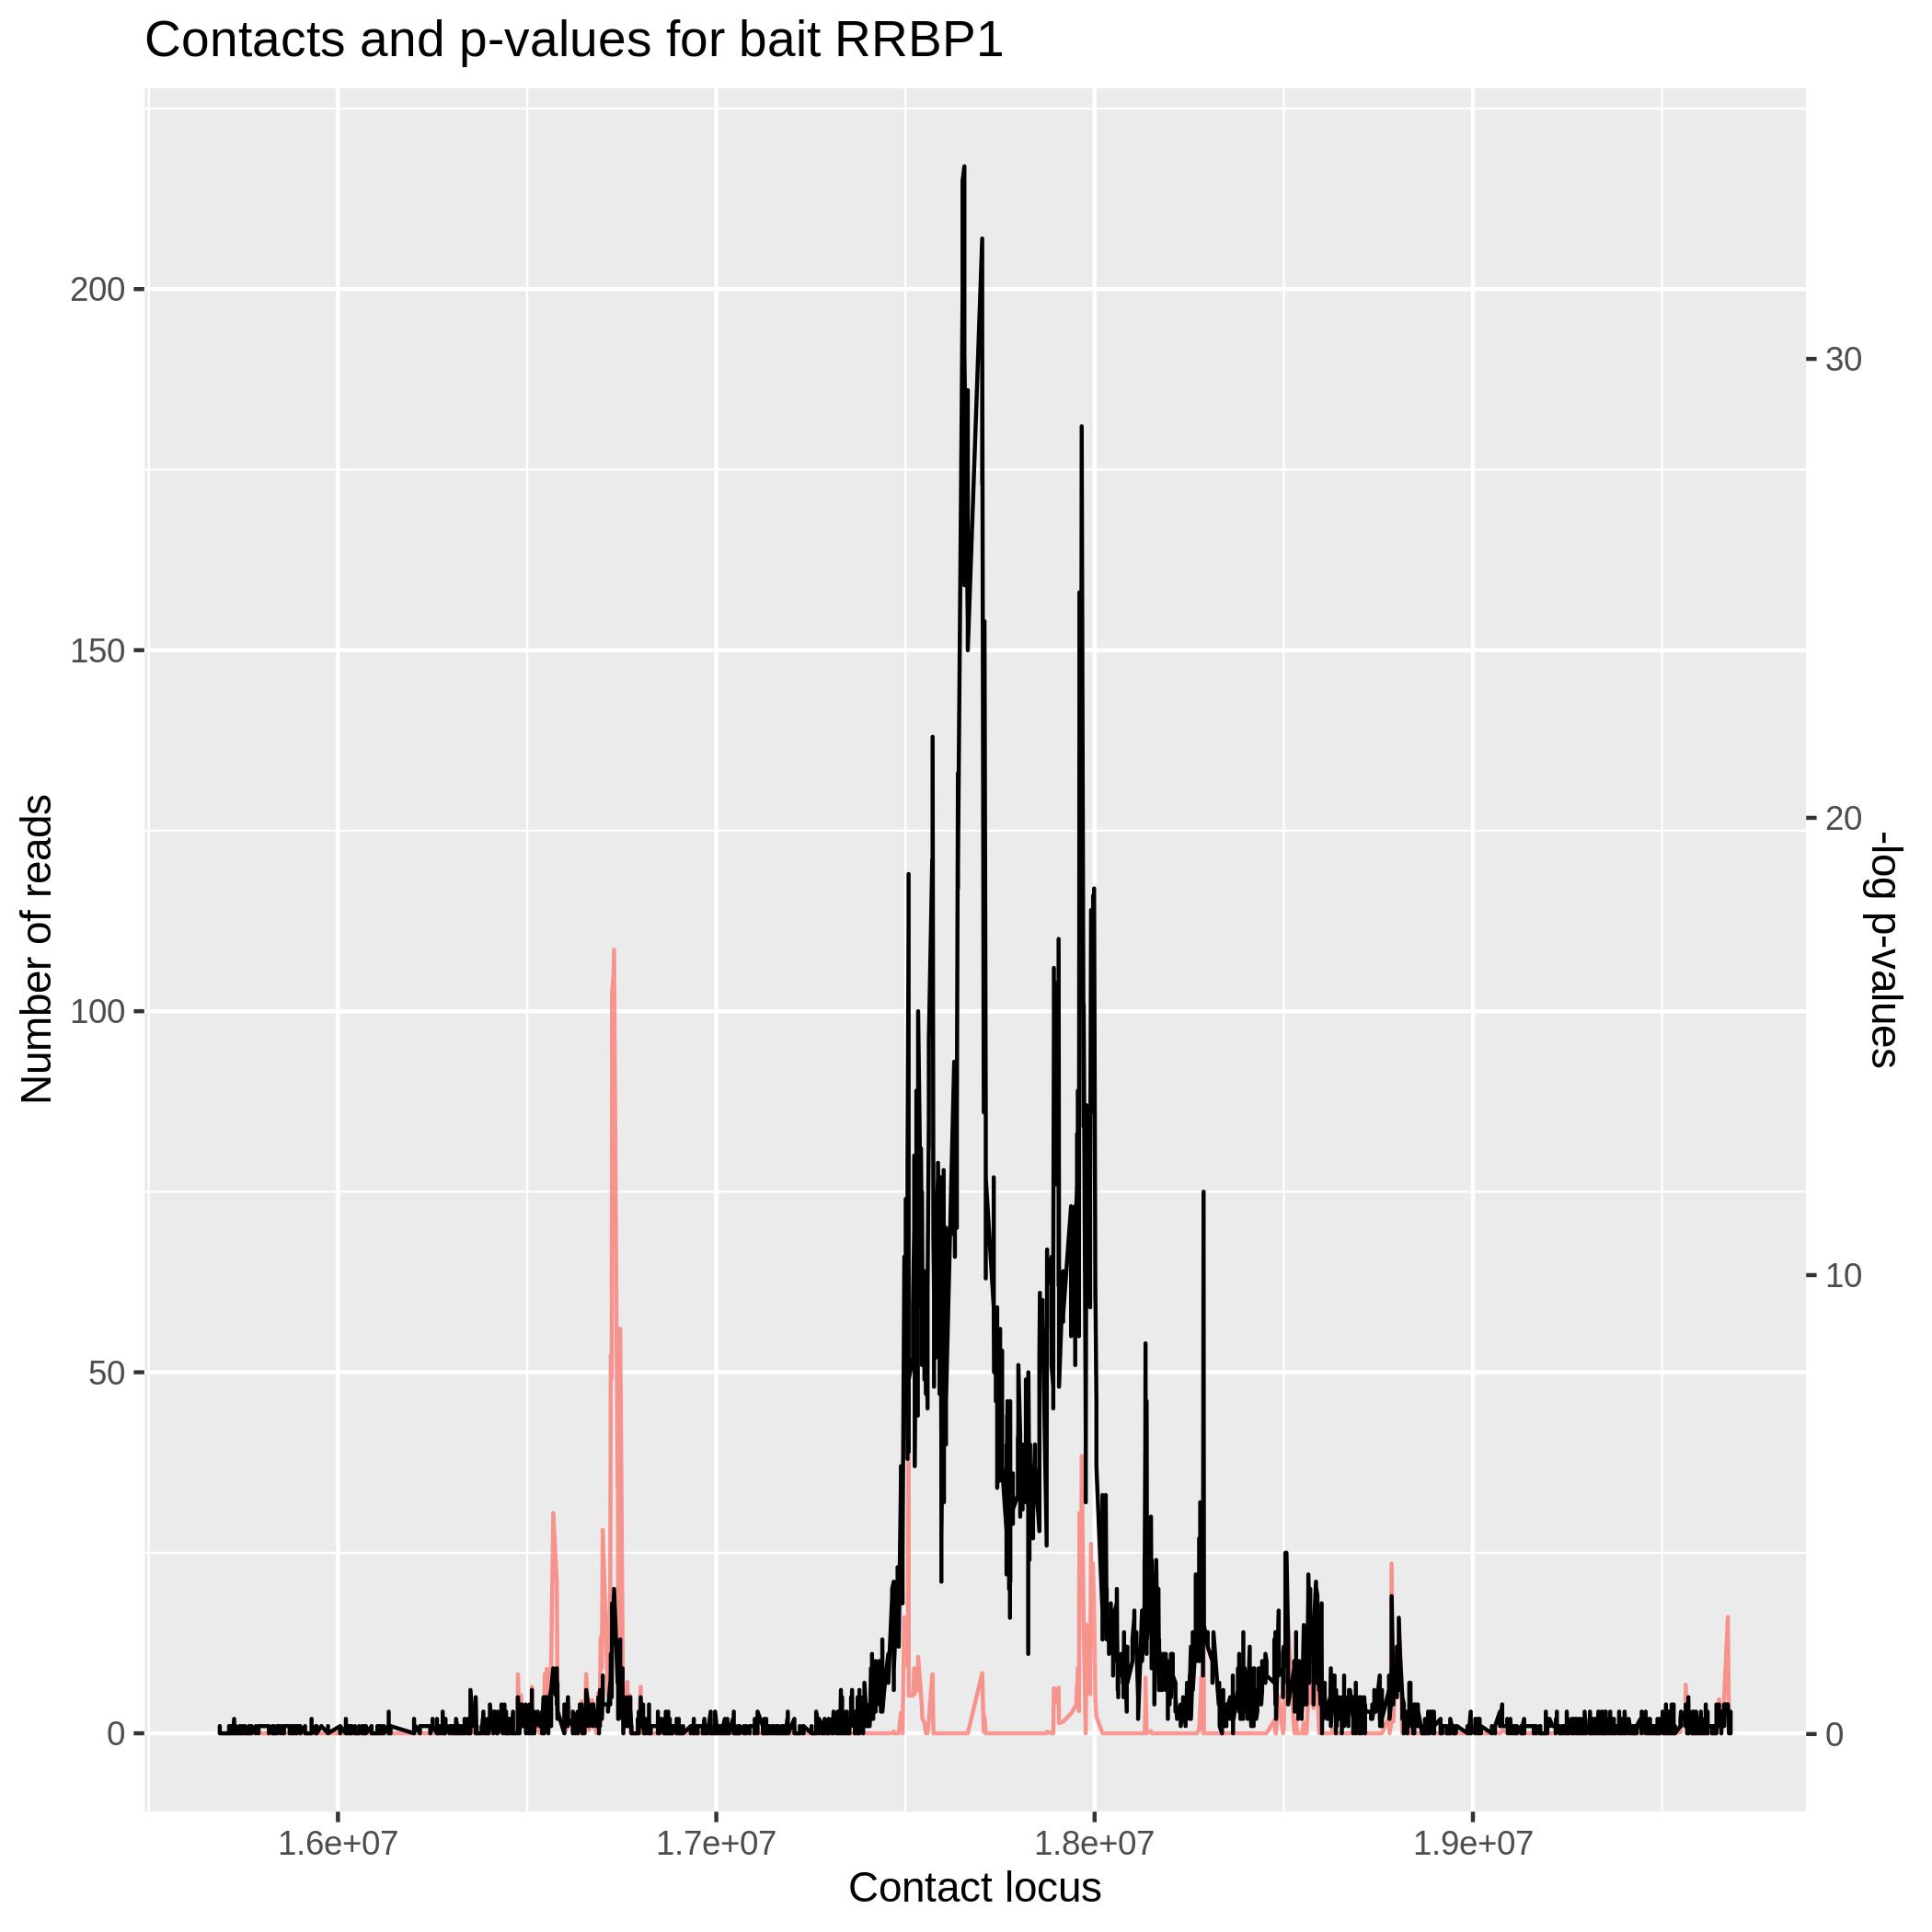 Contacts and p-values for bait RRBP1
Number of reads
200
150
100
50
0
30
20
10
0
-log p-values
1.6e+07
1.7e+07
1.8e+07
1.9e+07
Contact locus